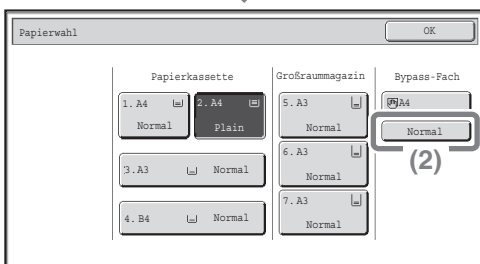 Papierwahl
OK
Papierkassette
Großraummagazin
Bypass-Fach
1. A4
Normal
2. A4
Plain
3. A3 Normal
4. B4 Normal
5. A3
Normal
6. A3
Normal
7. A3
Normal
A4
Normal
(2)